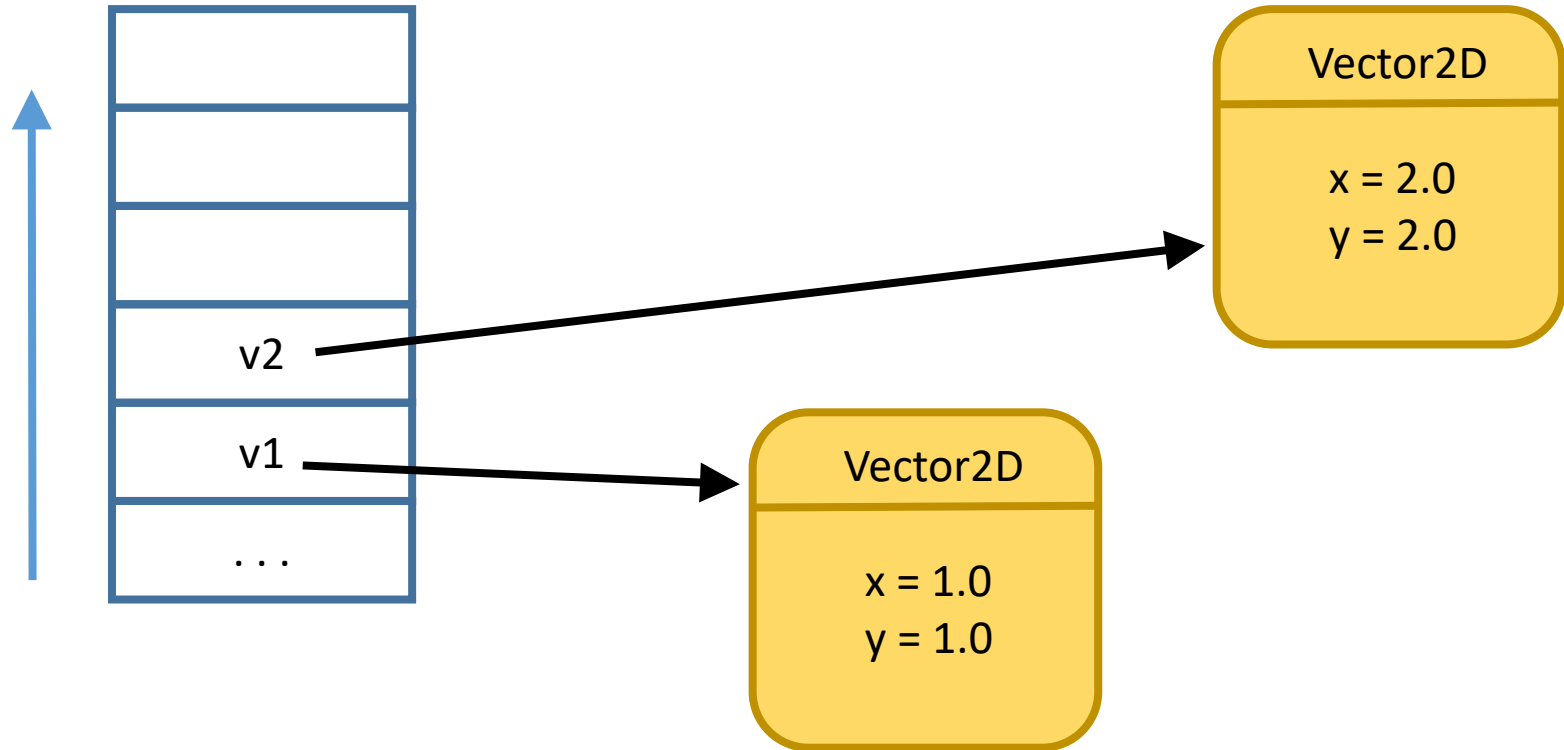 Vector2D
x = 2.0
y = 2.0
v2
v1
. . .
Vector2D
x = 1.0
y = 1.0